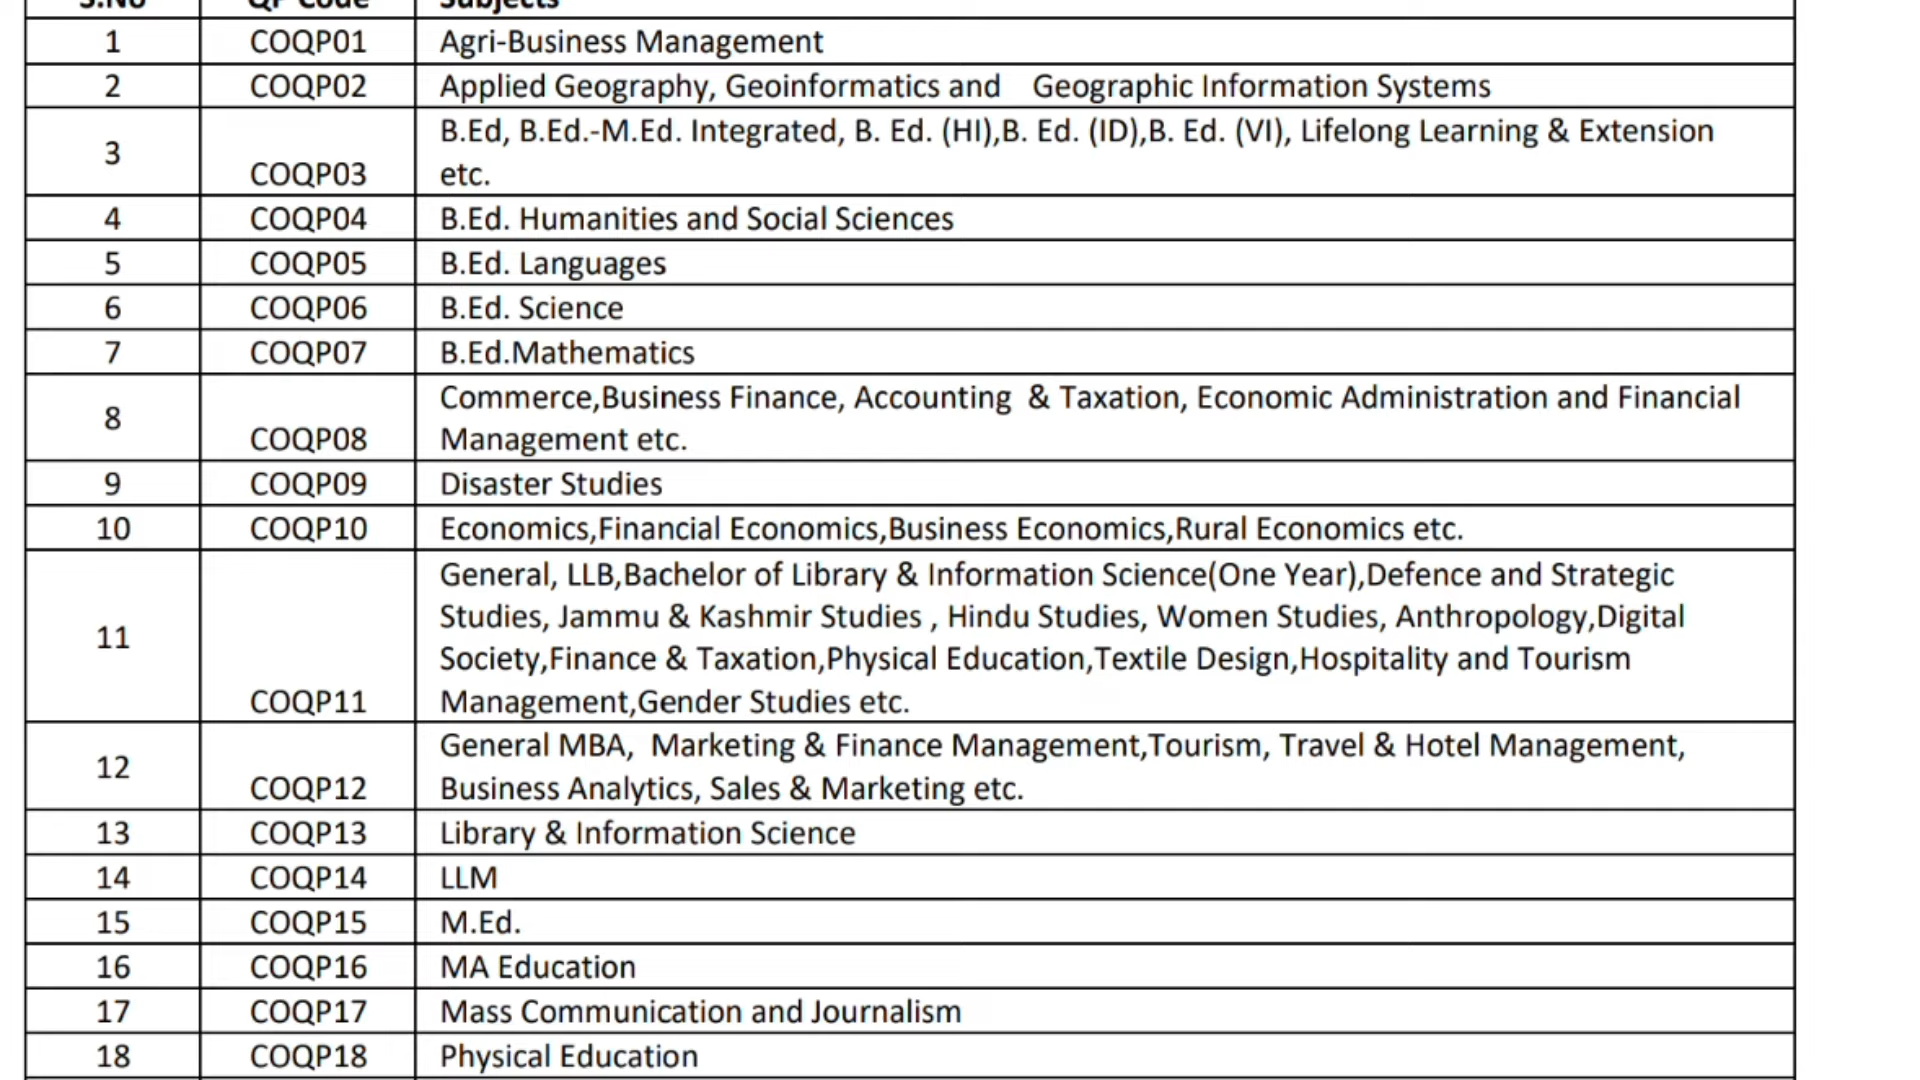 S.No QP Code Subjects
1 COQP01 Agri-Business Management
2 COQP02 Applied Geography, Geoinformatics and Geographic Information Systems
3 COQP03 B.Ed, B.Ed.-M.Ed. Integrated, B. Ed. (HI),B. Ed. (ID),B. Ed. (VI), Lifelong Learning & Extension
etc.
4 COQP04 B.Ed. Humanities and Social Sciences
5 COQP05 B.Ed. Languages
6 COQP06 B.Ed. Science
7 COQP07 B.Ed.Mathematics
8 COQP08 Commerce,Business Finance, Accounting & Taxation, Economic Administration and Financial
Management etc.
9 COQP09 Disaster Studies
10 COQP10 Economics,Financial Economics,Business Economics,Rural Economics etc.
11 COQP11 General, LLB,Bachelor of Library & Information Science(One Year),Defence and Strategic
Studies, Jammu & Kashmir Studies , Hindu Studies, Women Studies, Anthropology,Digital
Society,Finance & Taxation,Physical Education,Textile Design,Hospitality and Tourism
Management,Gender Studies etc.
12 COQP12 General MBA, Marketing & Finance Management,Tourism, Travel & Hotel Management,
Business Analytics, Sales & Marketing etc.
13 COQP13 Library & Information Science
14 COQP14 LLM
15 COQP15 M.Ed.
16 COQP16 MA Education
17 COQP17 Mass Communication and Journalism
18 COQP18 Physical Education